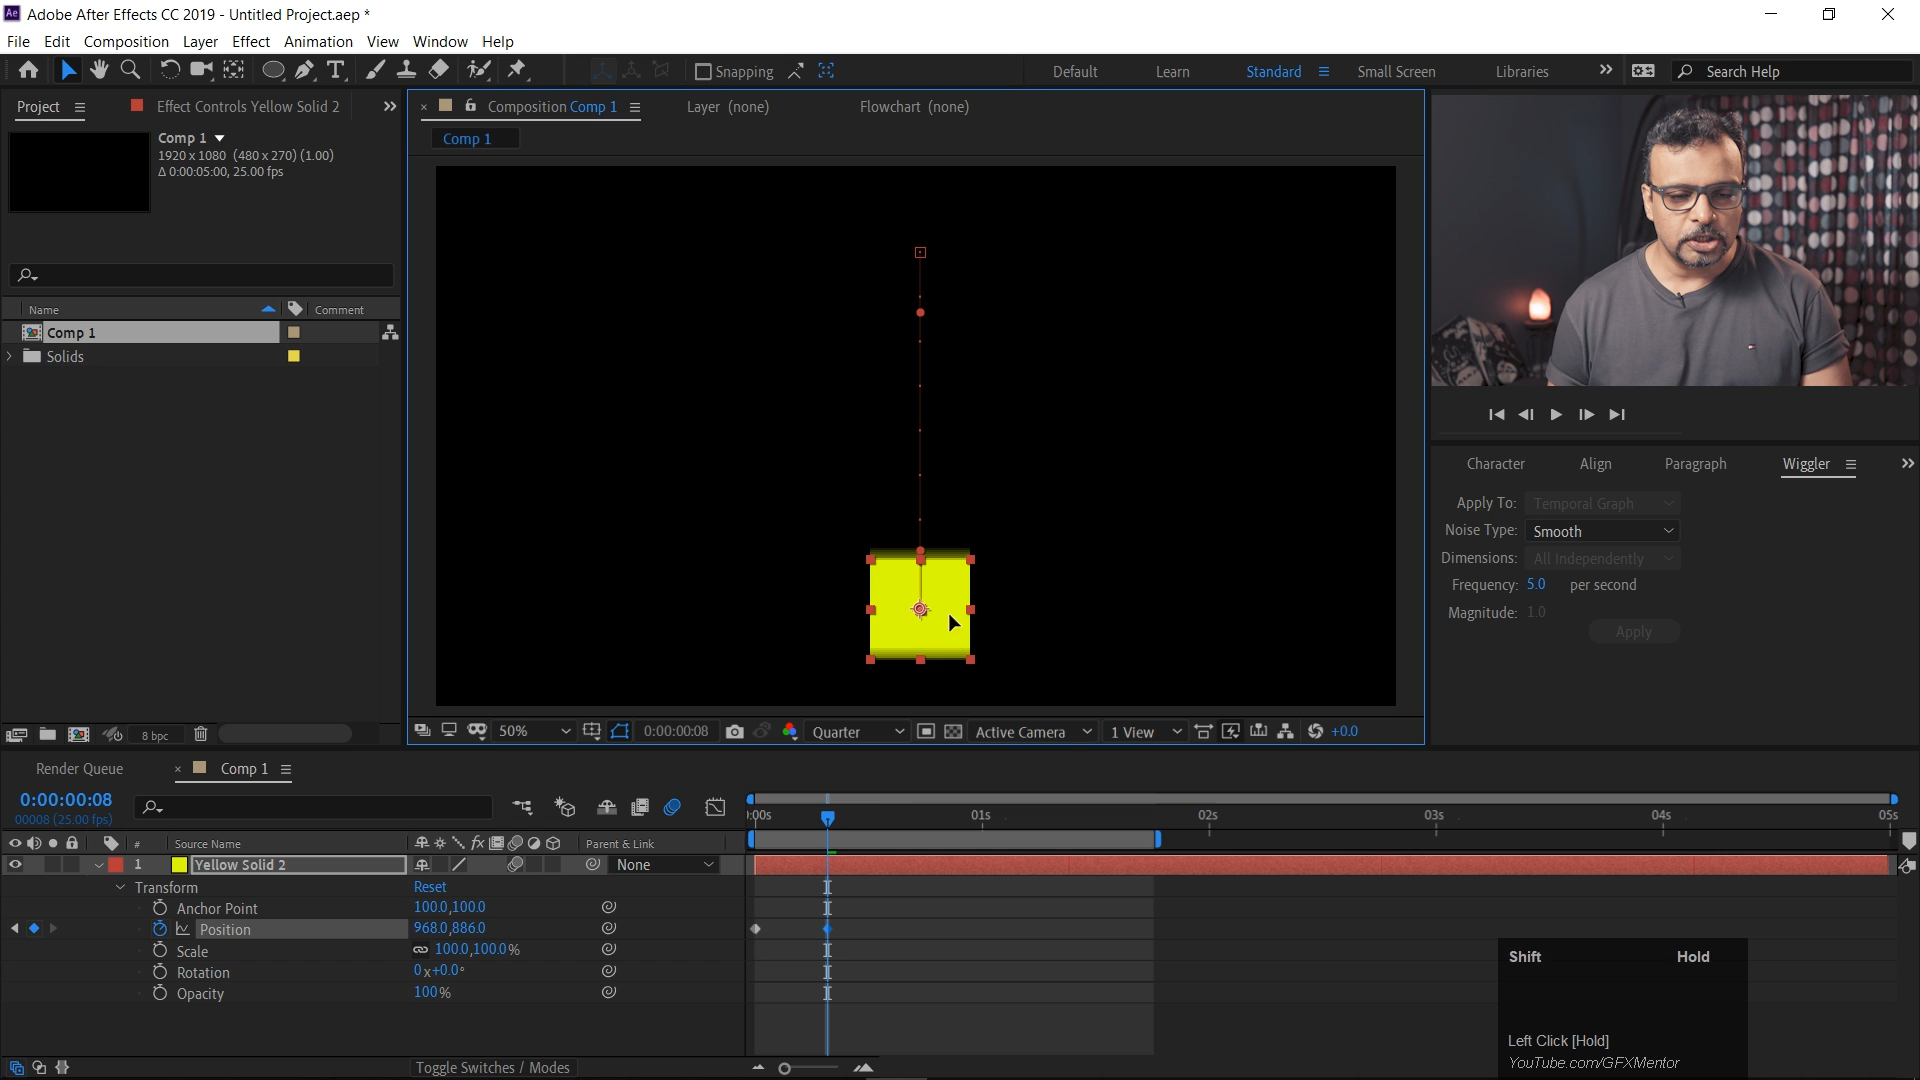 Ae Adobe After Effects CC 2019 - Untitled Project.aep *
File Edit Composition Layer Effect Animation View Window Help
Snapping Default Learn Standard Small Screen Libraries Search Help
Project Effect Controls Yellow Solid 2
Composition Comp 1 Layer (none) Flowchart (none)
Comp 1
Comp 1
1920 x 1080 (480 x 270) (1.00)
Δ 0:00:05:00, 25.00 fps
Name Comment
Comp 1
Solids
8 bpc
50% 0:00:00:08 Quarter Active Camera 1 View +0.0
Character Align Paragraph Wiggler
Apply To: Temporal Graph
Noise Type: Smooth
Dimensions: All Independently
Frequency: 5.0 per second
Magnitude: 1.0
Apply
Render Queue Comp 1
0:00:00:08
00008 (25.00 fps)
):00s 01s 02s 03s 04s 05s
# Source Name fx Parent & Link
1 Yellow Solid 2 None
Transform Reset
Anchor Point 100.0,100.0
Position 968.0,886.0
Scale 100.0,100.0%
Rotation 0x+0.0°
Opacity 100%
Toggle Switches / Modes
Shift Hold
Left Click [Hold]
YouTube.com/GFXMentor